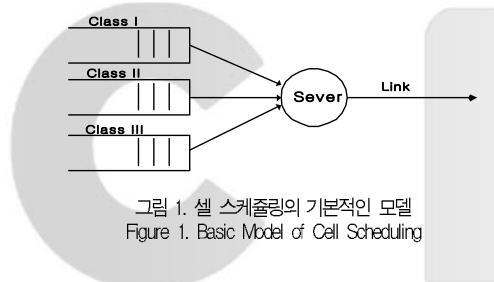 Class I
Class II
Class III
Sever
Link
그림 1. 셀 스케쥴링의 기본적인 모델
Figure 1. Basic Model of Cell Scheduling